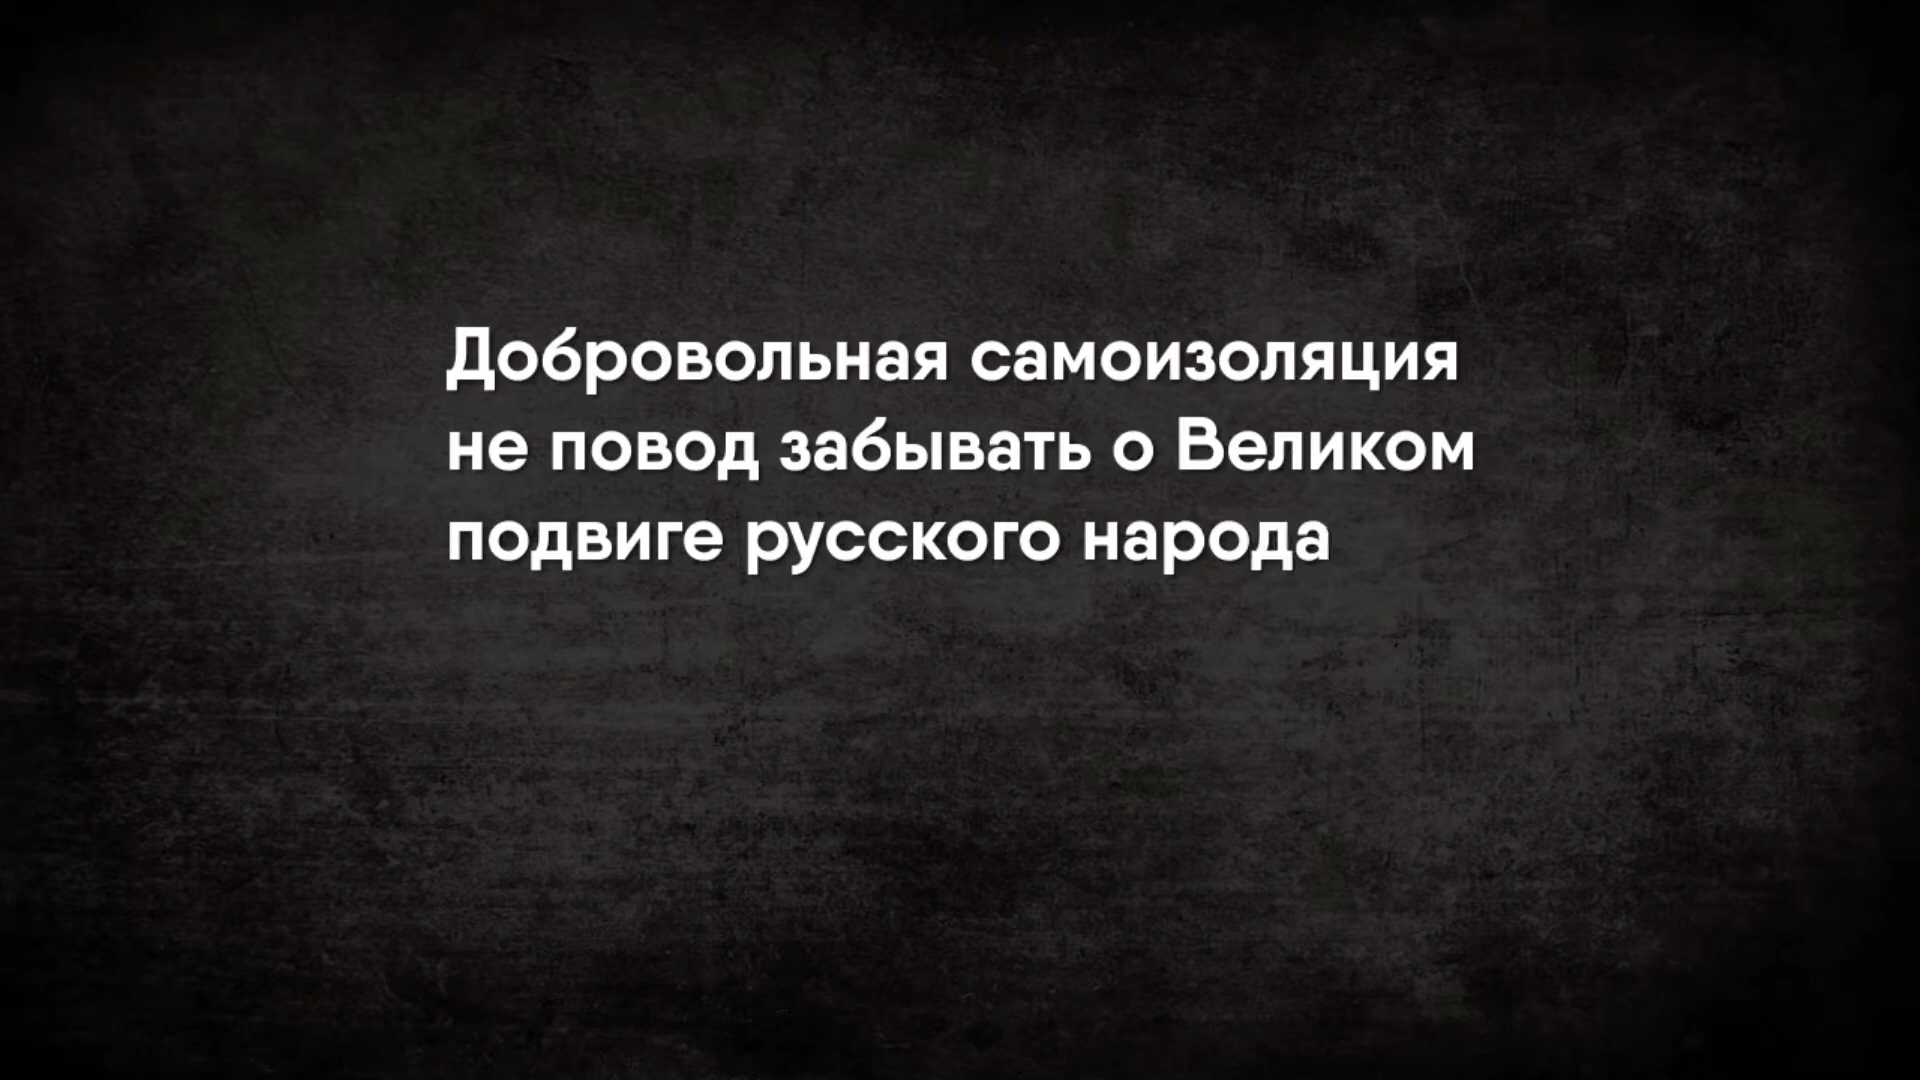 Добровольная самоизоляция
не повод забывать о Великом
подвиге русского народа